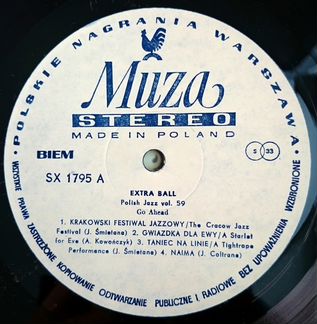 POLSKIE NAGRANIA WARSZAWA
Muza
STEREO
MADE IN POLAND
BIEM
S 33
SX 1795 A
EXTRA BALL
Polish Jazz vol. 59
Go Ahead
1. KRAKOWSKI FESTIWAL JAZZOWY/The Cracow Jazz
Festival (J. Śmietana) 2. GWIAZDKA DLA EWY/A Starlet
for Eve (A. Kowończyk) 3. TANIEC NA LINIE/A Tightrope
Performance (J. Śmietana) 4. NAIMA (J. Coltrane)
• WSZELKIE PRAWA ZASTRZEŻONE KOPIOWANIE ODTWARZANIE PUBLICZNE I RADIOWE BEZ UPOWAŻNIENIA WZBRONIONE •